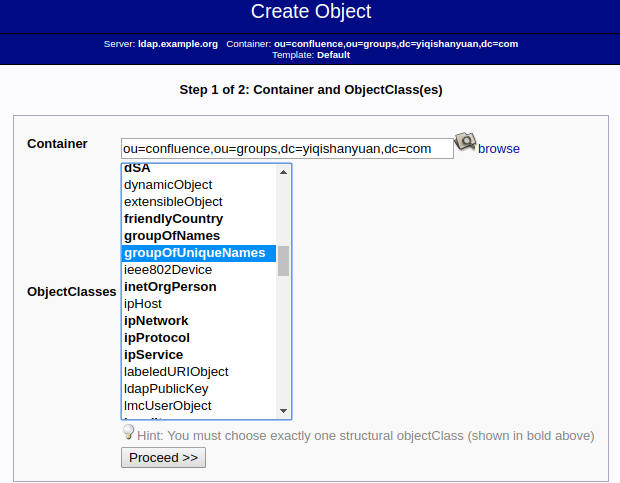 Create Object
Server: ldap.example.org Container: ou=confluence,ou=groups,dc=yiqishanyuan,dc=com
Template: Default
Step 1 of 2: Container and ObjectClass(es)
Container
ou=confluence,ou=groups,dc=yiqishanyuan,dc=com
browse
ObjectClasses
dSA
dynamicObject
extensibleObject
friendlyCountry
groupOfNames
groupOfUniqueNames
ieee802Device
inetOrgPerson
ipHost
ipNetwork
ipProtocol
ipService
labeledURIObject
ldapPublicKey
lmcUserObject
Hint: You must choose exactly one structural objectClass (shown in bold above)
Proceed >>